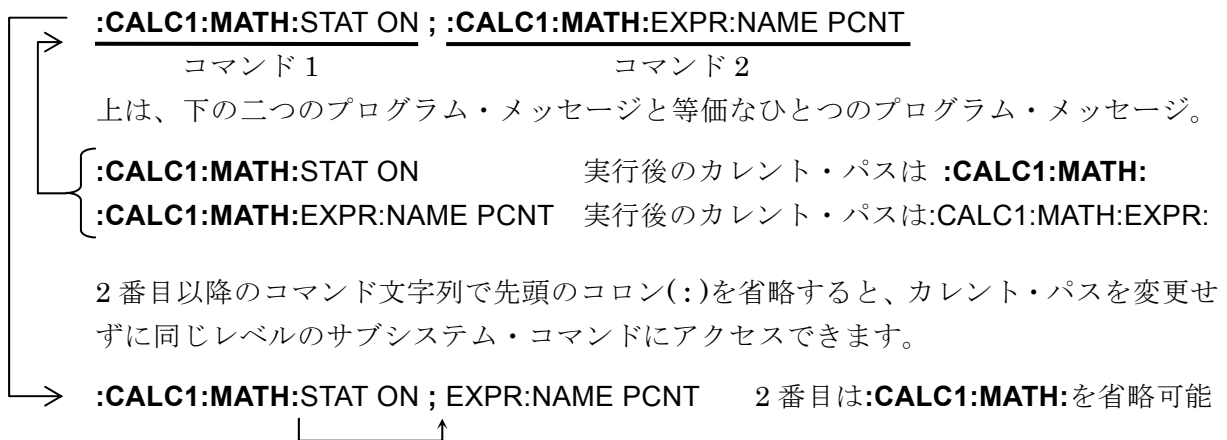 :CALC1:MATH:STAT ON ; :CALC1:MATH:EXPR:NAME PCNT
コマンド 1 コマンド 2
上は、下の二つのプログラム・メッセージと等価なひとつのプログラム・メッセージ。
:CALC1:MATH:STAT ON 実行後のカレント・パスは :CALC1:MATH:
:CALC1:MATH:EXPR:NAME PCNT 実行後のカレント・パスは:CALC1:MATH:EXPR:
2 番目以降のコマンド文字列で先頭のコロン(:)を省略すると、カレント・パスを変更せ
ずに同じレベルのサブシステム・コマンドにアクセスできます。
:CALC1:MATH:STAT ON ; EXPR:NAME PCNT 2 番目は:CALC1:MATH:を省略可能